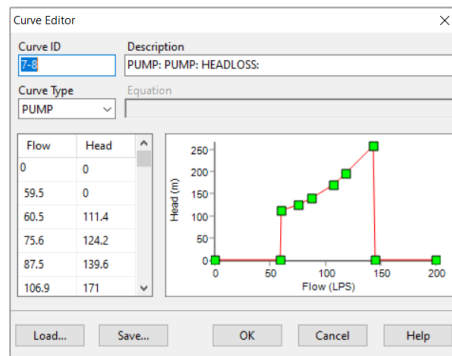 Curve Editor
Curve ID Description
7-8 PUMP: PUMP: HEADLOSS:
Curve Type Equation
PUMP
Flow Head
0 0
59.5 0
60.5 111.4
75.6 124.2
87.5 139.6
106.9 171
250
200
150
100
50
0
Head (m)
0 50 100 150 200
Flow (LPS)
Load... Save... OK Cancel Help